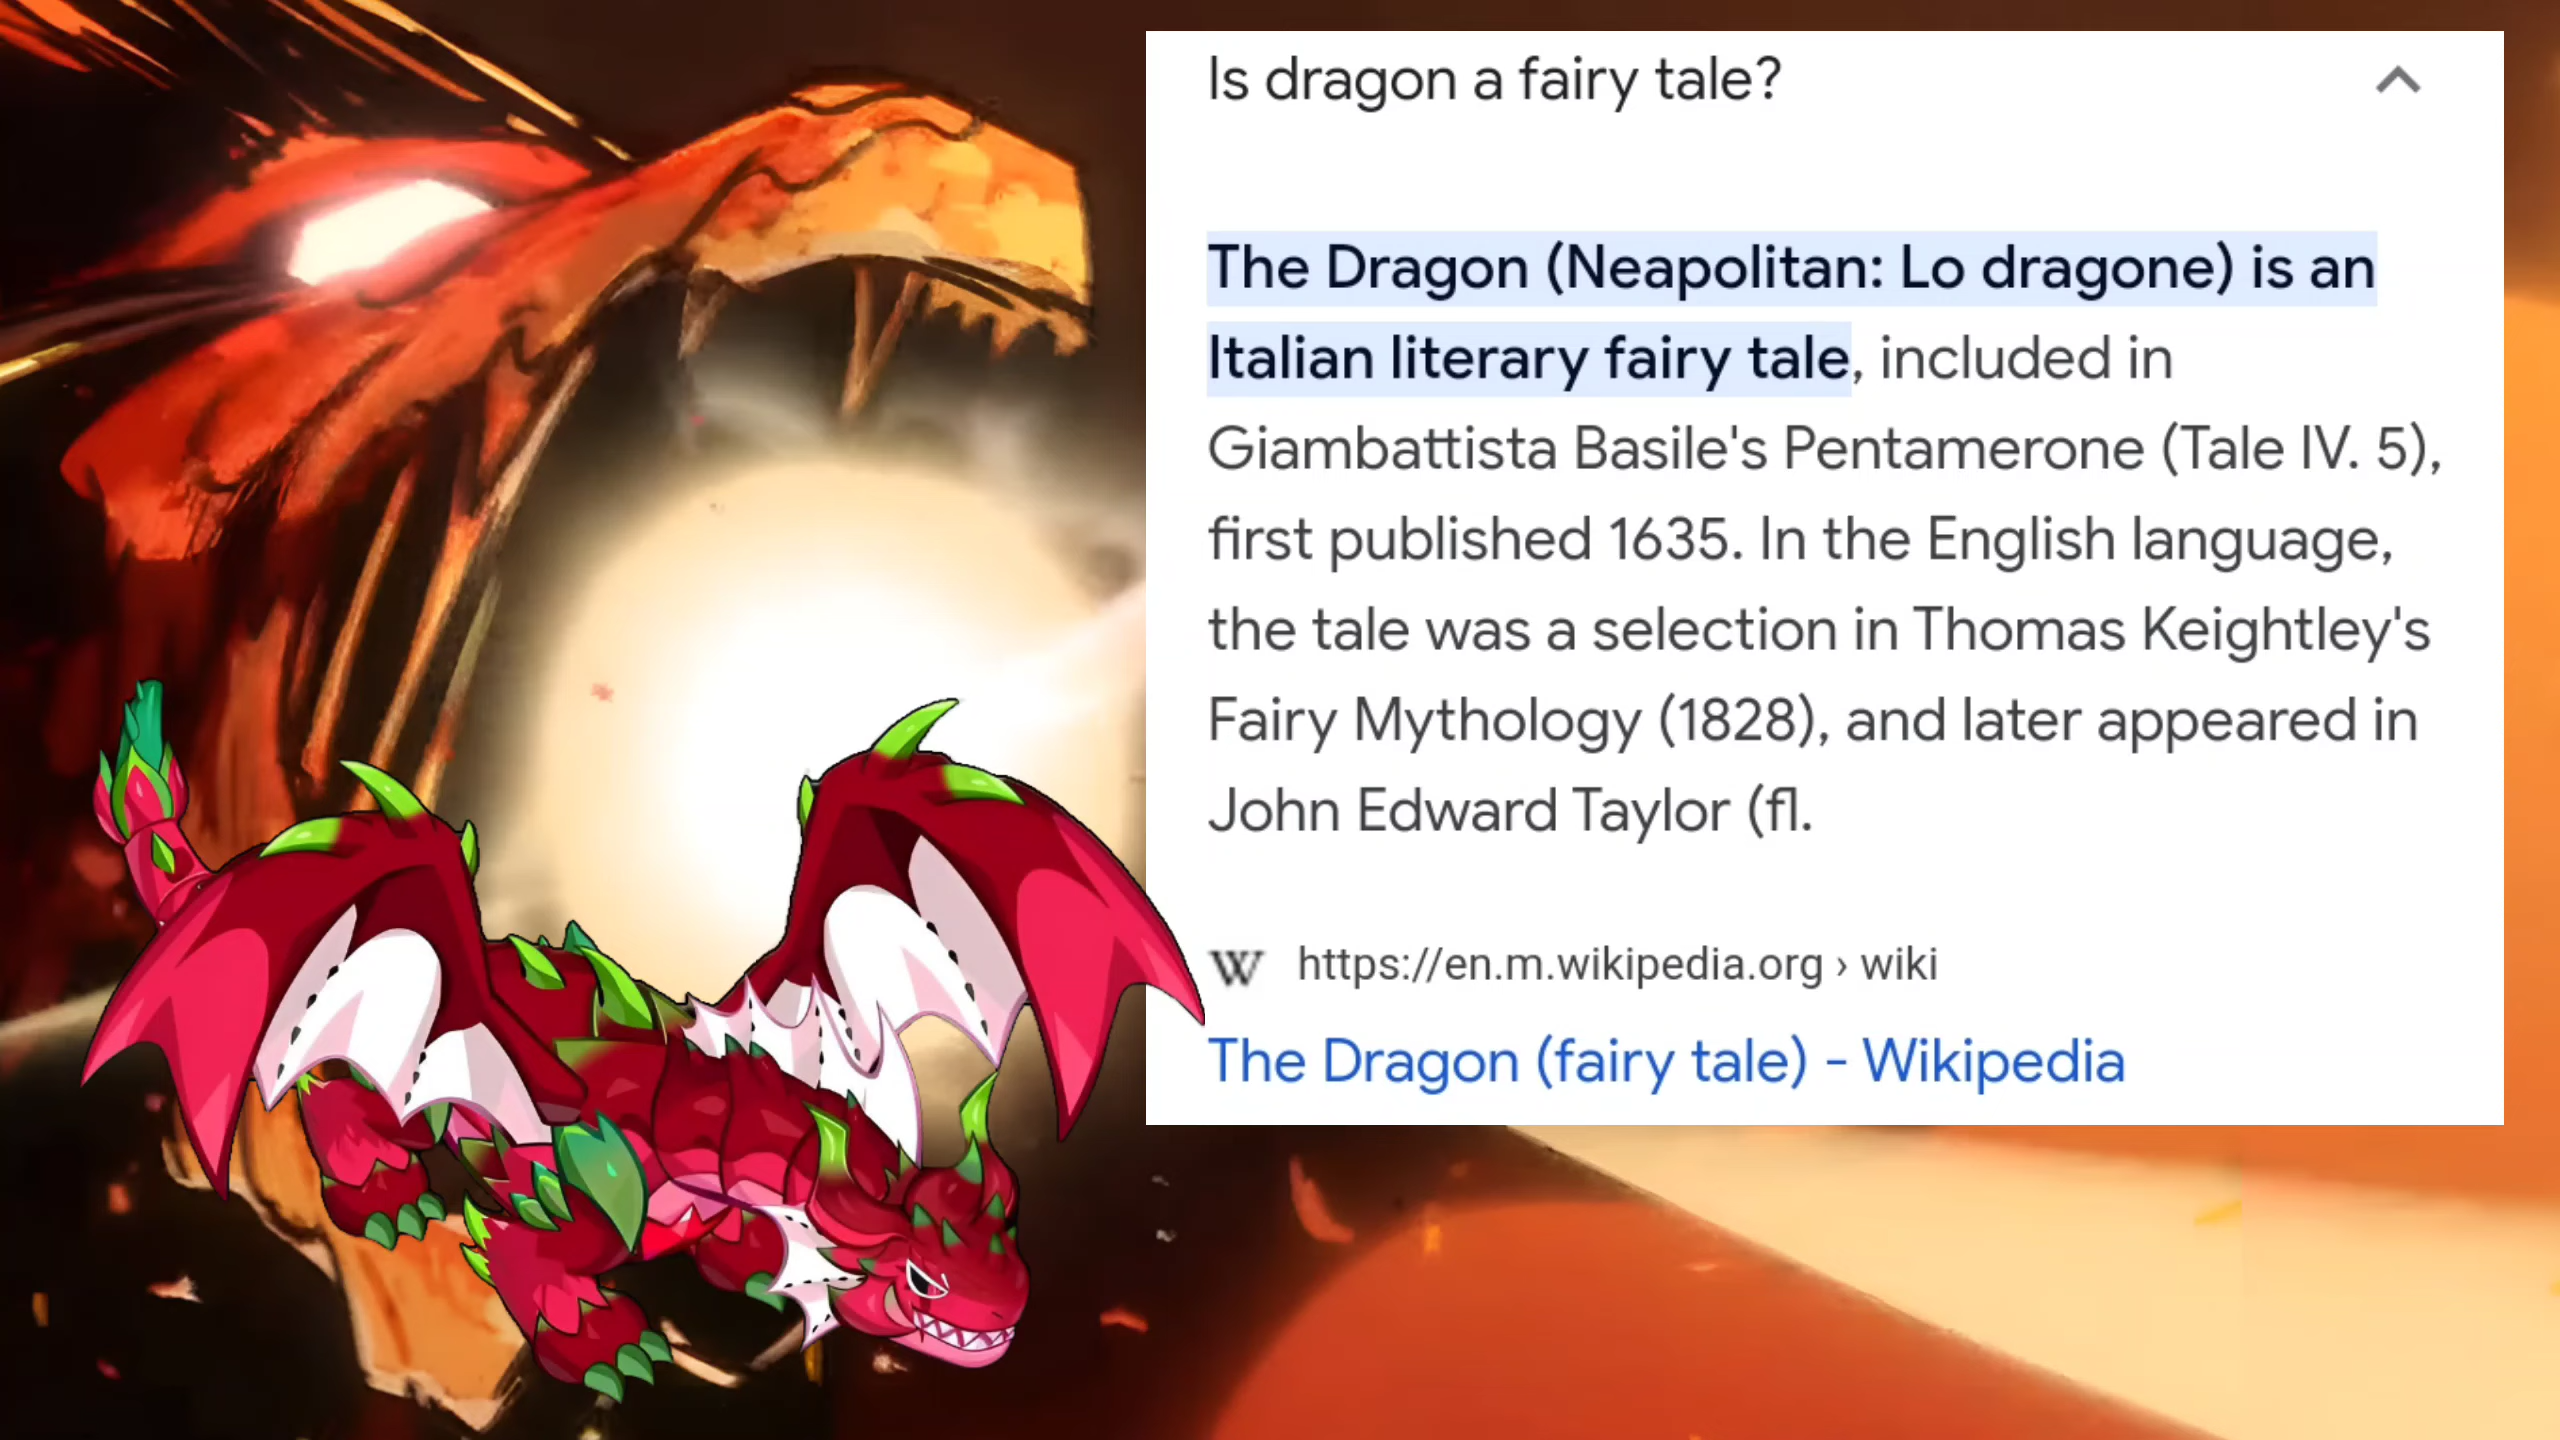 Is dragon a fairy tale?
The Dragon (Neapolitan: Lo dragone) is an
Italian literary fairy tale, included in
Giambattista Basile's Pentamerone (Tale IV. 5),
first published 1635. In the English language,
the tale was a selection in Thomas Keightley's
Fairy Mythology (1828), and later appeared in
John Edward Taylor (fl.
W https://en.m.wikipedia.org › wiki
The Dragon (fairy tale) - Wikipedia